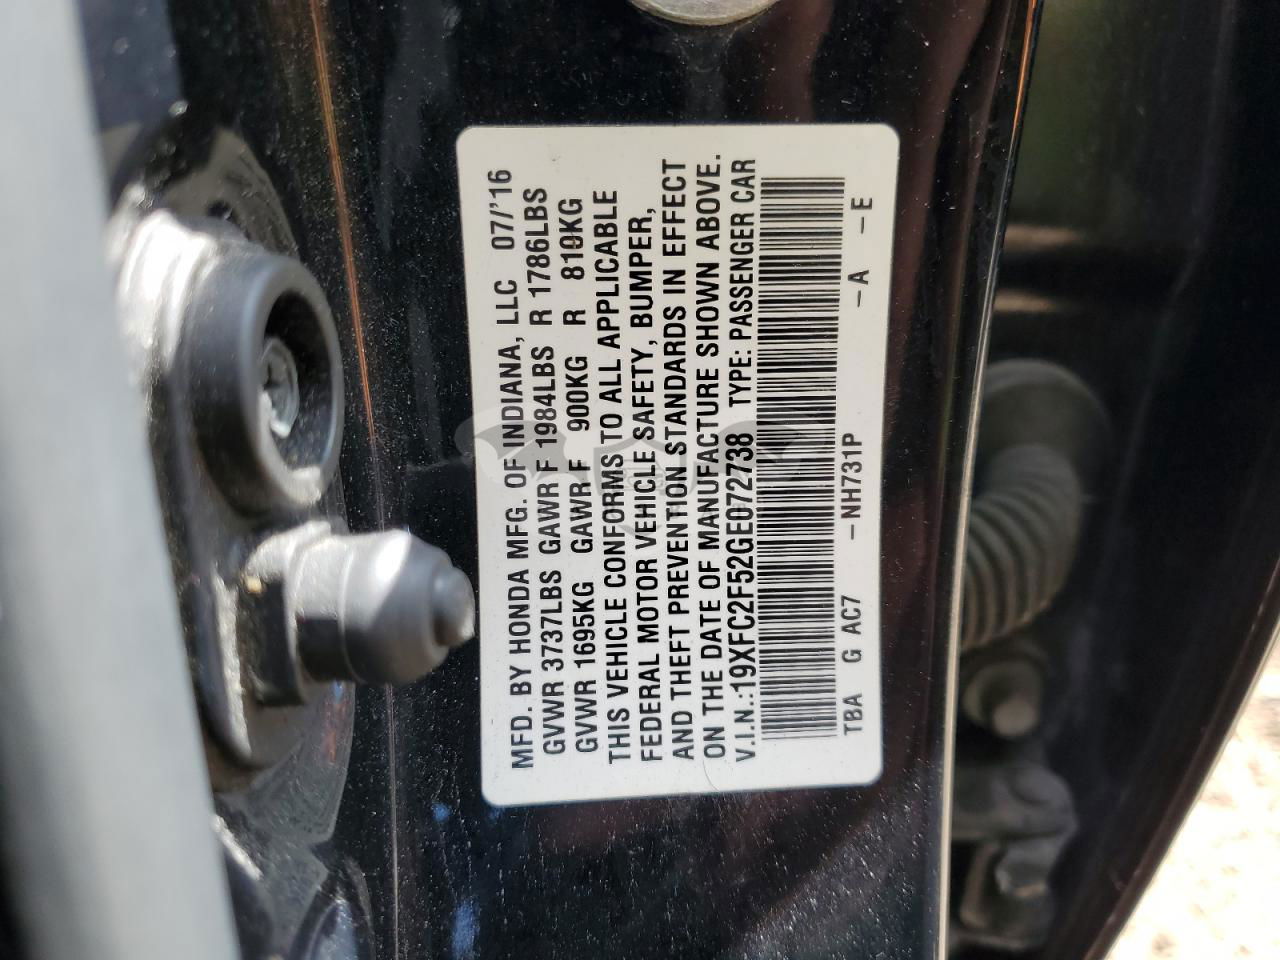 MFD. BY HONDA MFG. OF INDIANA, LLC 07/'16
GVWR 3737LBS GAWR F 1984LBS R 1786LBS
GVWR 1695KG GAWR F 900KG R 810KG
THIS VEHICLE CONFORMS TO ALL APPLICABLE
FEDERAL MOTOR VEHICLE SAFETY, BUMPER,
AND THEFT PREVENTION STANDARDS IN EFFECT
ON THE DATE OF MANUFACTURE SHOWN ABOVE.
V.I.N.:19XFC2F52GE072738 TYPE: PASSENGER CAR
TBA G AC7 -NH731P -A -E